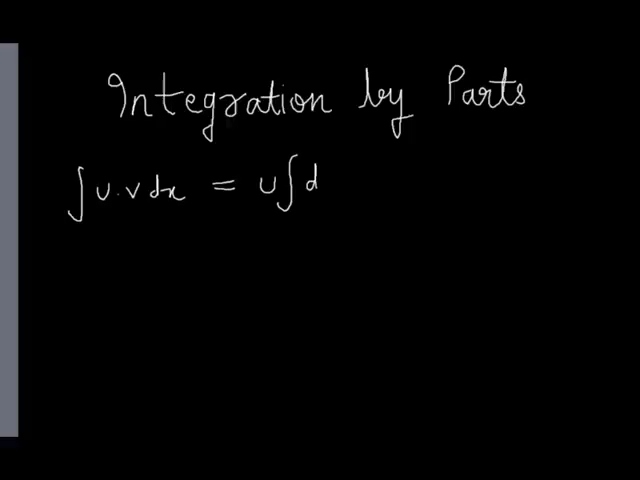 Integration by Parts
∫u.v dx = u∫d